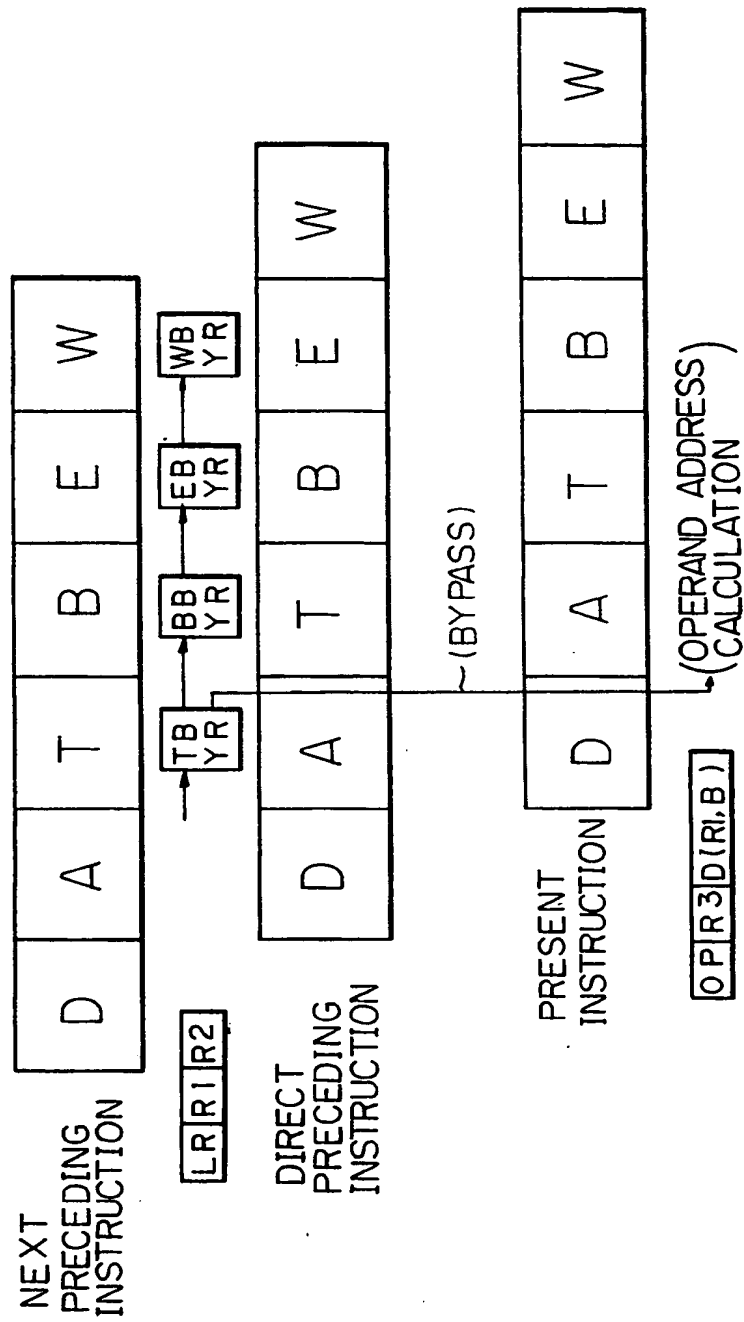 NEXT
PRECEDING
INSTRUCTION
D A T B E W
LR R1 R2
TB
YR
BB
YR
EB
YR
WB
YR
DIRECT
PRECEDING
INSTRUCTION
D A T B E W
~(BYPASS)
PRESENT
INSTRUCTION
D A T B E W
OP R3 D(R1,B)
(OPERAND ADDRESS
CALCULATION)